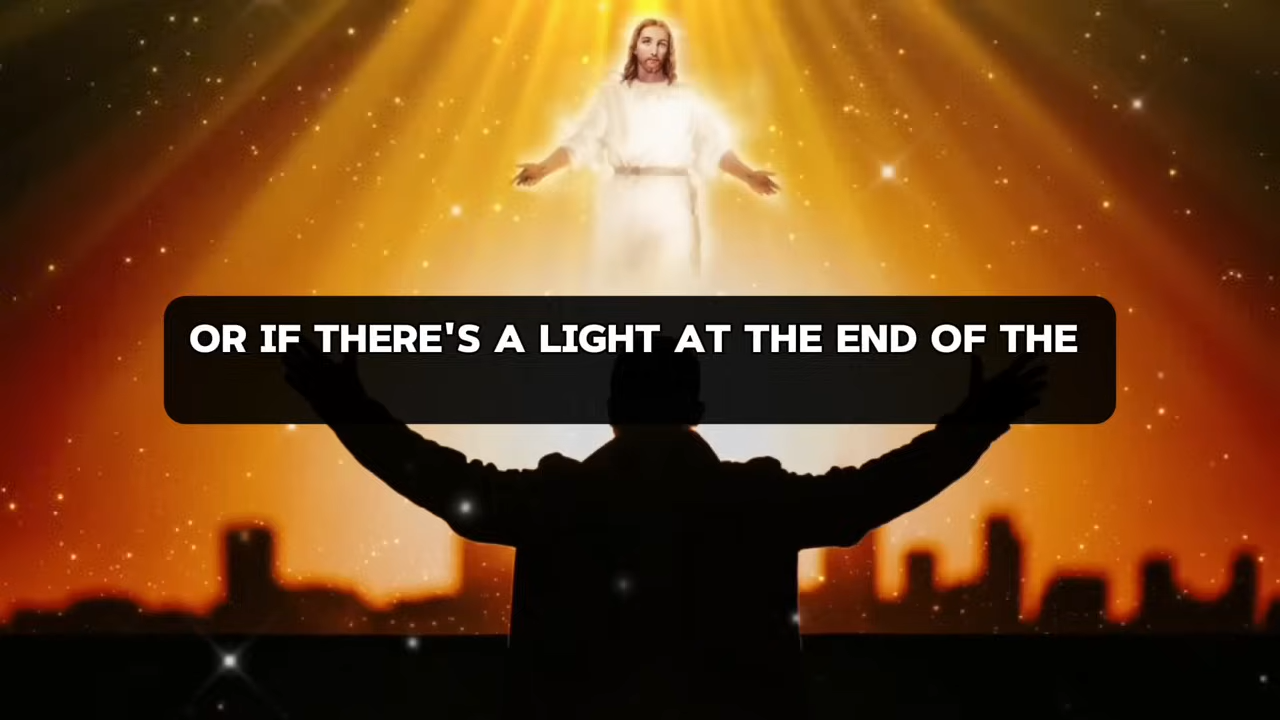 OR IF THERE'S A LIGHT AT THE END OF THE